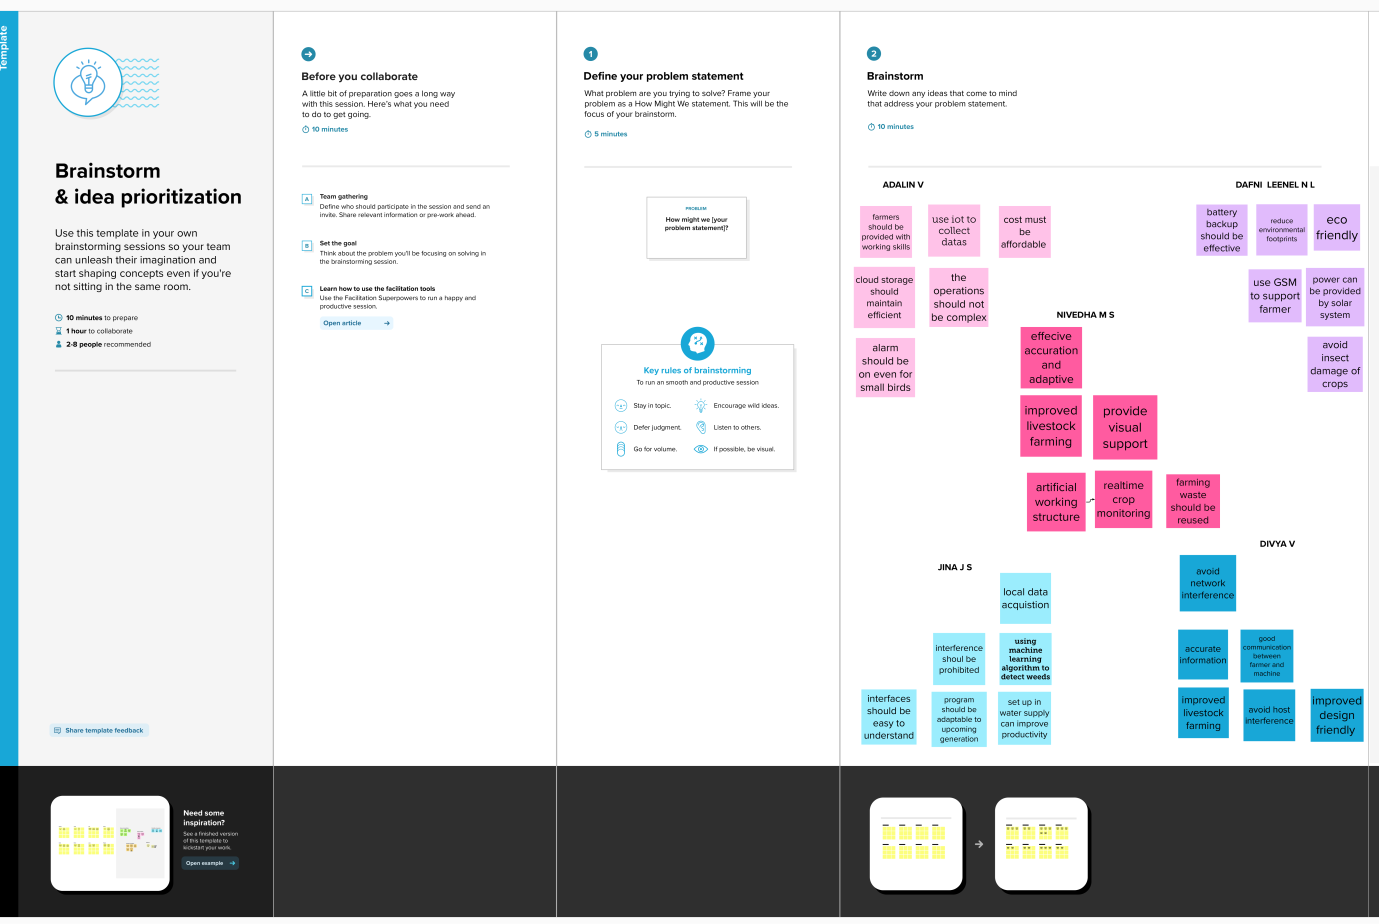 Template
Brainstorm
& idea prioritization
Use this template in your own
brainstorming sessions so your team
can unleash their imagination and
start shaping concepts even if you're
not sitting in the same room.
10 minutes to prepare
1 hour to collaborate
2-8 people recommended
Share template feedback
Need some
inspiration?
See a finished version
of this template to
kickstart your work.
Open example
Before you collaborate
A little bit of preparation goes a long way
with this session. Here's what you need
to do to get going.
10 minutes
A
Team gathering
Define who should participate in the session and send an
invite. Share relevant information or pre-work ahead.
B
Set the goal
Think about the problem you'll be focusing on solving in
the brainstorming session.
C
Learn how to use the facilitation tools
Use the Facilitation Superpowers to run a happy and
productive session.
Open article
1
Define your problem statement
What problem are you trying to solve? Frame your
problem as a How Might We statement. This will be the
focus of your brainstorm.
5 minutes
PROBLEM
How might we [your
problem statement]?
Key rules of brainstorming
To run an smooth and productive session
Stay in topic.
Encourage wild ideas.
Defer judgment.
Listen to others.
Go for volume.
If possible, be visual.
2
Brainstorm
Write down any ideas that come to mind
that address your problem statement.
10 minutes
ADALIN V
farmers
should be
provided with
working skills
use iot to
collect
datas
cost must
be
affordable
cloud storage
should
maintain
efficient
the
operations
should not
be complex
alarm
should be
on even for
small birds
DAFNI LEENEL N L
battery
backup
should be
effective
reduce
environmental
footprints
eco
friendly
use GSM
to support
farmer
power can
be provided
by solar
system
avoid
insect
damage of
crops
NIVEDHA M S
effecive
accuration
and
adaptive
improved
livestock
farming
provide
visual
support
artificial
working
structure
realtime
crop
monitoring
farming
waste
should be
reused
JINA J S
local data
acquistion
interference
shoul be
prohibited
using
machine
learning
algorithm to
detect weeds
interfaces
should be
easy to
understand
program
should be
adaptable to
upcoming
generation
set up in
water supply
can improve
productivity
DIVYA V
avoid
network
interference
accurate
information
good
communication
between
farmer and
machine
improved
livestock
farming
avoid host
interference
improved
design
friendly